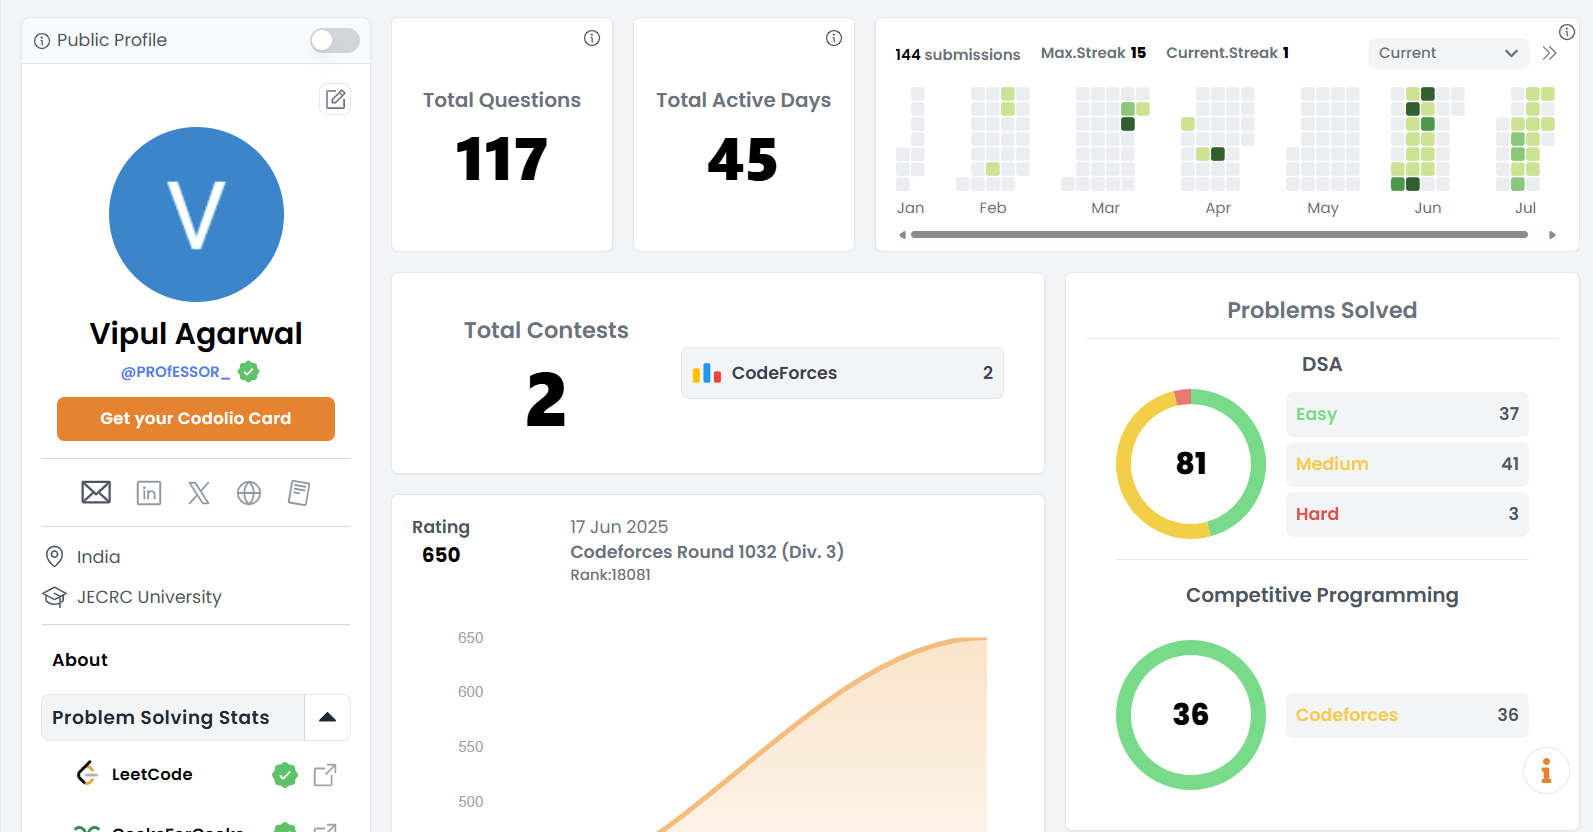 Public Profile
V
Vipul Agarwal
@PROfESSOR_
Get your Codolio Card
India
JECRC University
About
Problem Solving Stats
LeetCode
GeeksForGeeks
Total Questions
117
Total Active Days
45
144 submissions
Max.Streak 15
Current.Streak 1
Current
Jan
Feb
Mar
Apr
May
Jun
Jul
Total Contests
2
CodeForces 2
Rating
650
17 Jun 2025
Codeforces Round 1032 (Div. 3)
Rank:18081
650
600
550
500
Problems Solved
DSA
81
Easy 37
Medium 41
Hard 3
Competitive Programming
36
Codeforces 36